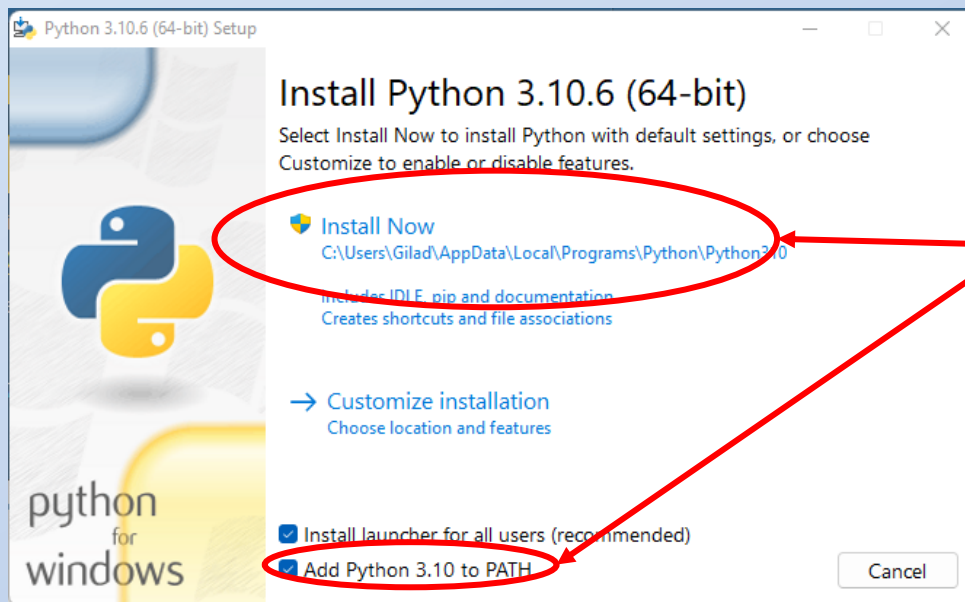 Python 3.10.6 (64-bit) Setup
Install Python 3.10.6 (64-bit)
Select Install Now to install Python with default settings, or choose
Customize to enable or disable features.
Install Now
C:\Users\Gilad\AppData\Local\Programs\Python\Python310
Includes IDLE, pip and documentation
Creates shortcuts and file associations
Customize installation
Choose location and features
python
for
windows
Install launcher for all users (recommended)
Add Python 3.10 to PATH
Cancel